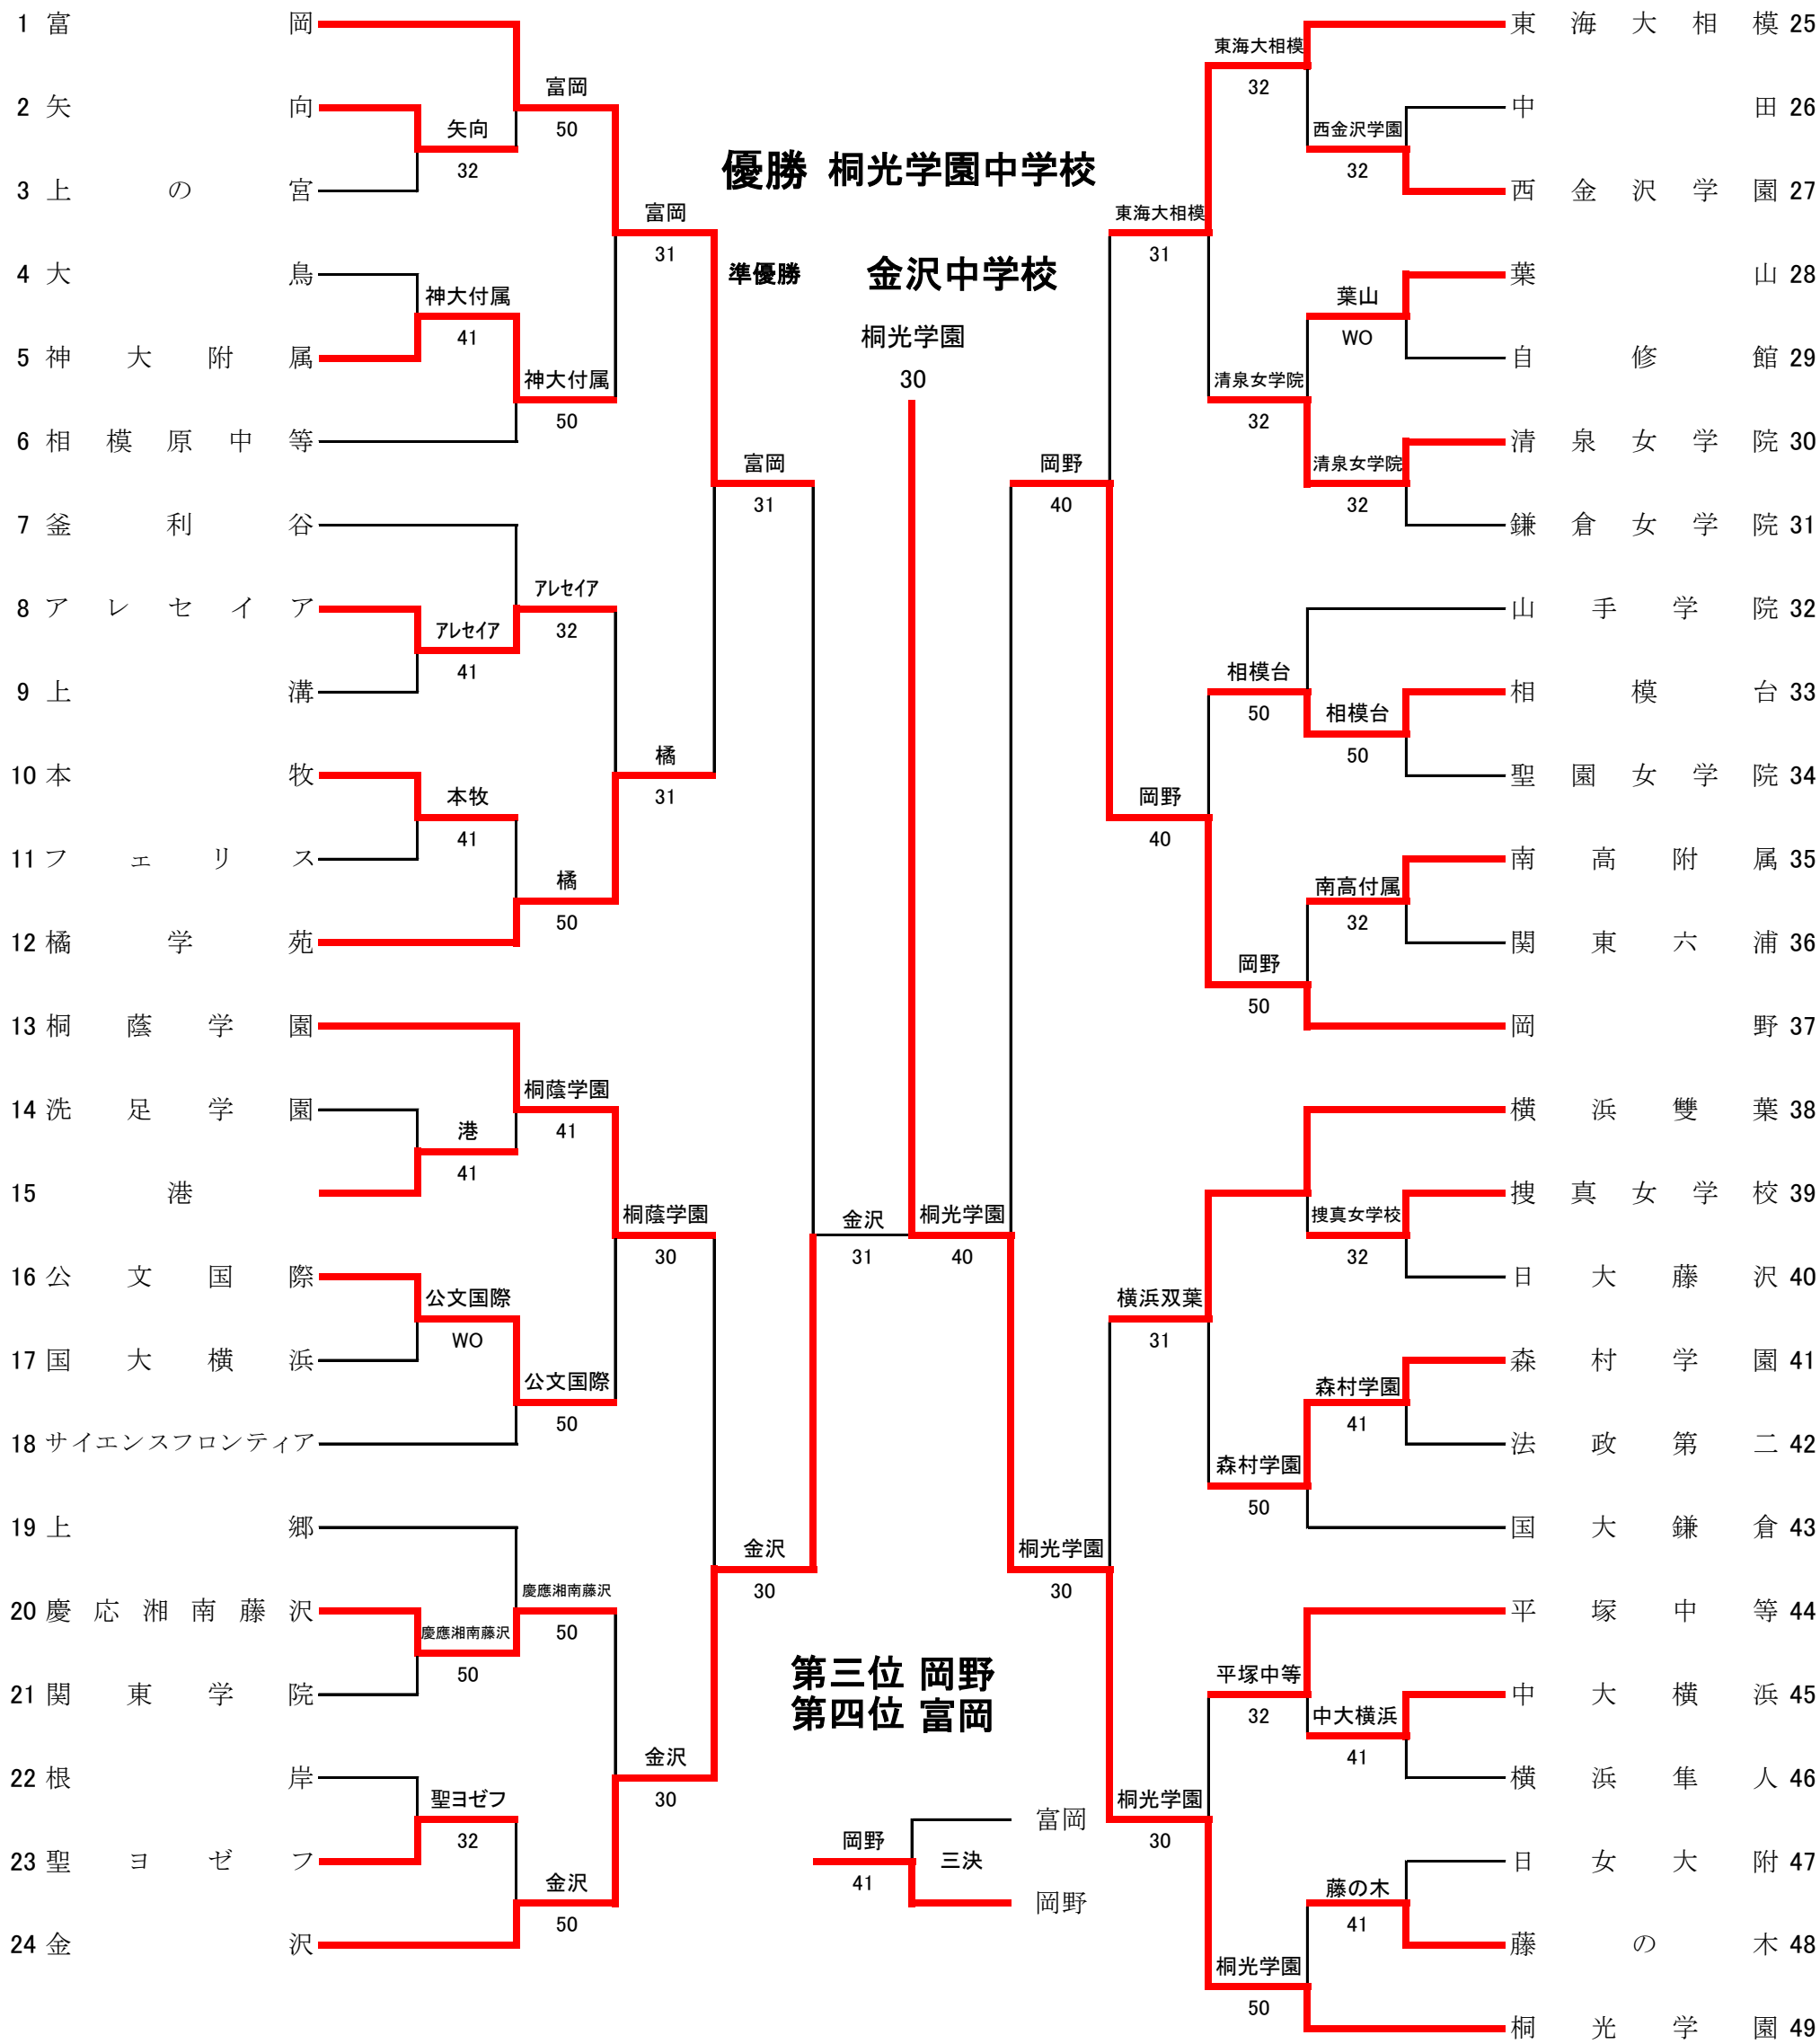 1 富岡
2 矢向
3 上の宮
4 大鳥
5 神大附属
6 相模原中等
7 釜利谷
8 アレセイア
9 上溝
10 本牧
11 フェリス
12 橘学苑
13 桐蔭学園
14 洗足学園
15 港
16 公文国際
17 国大横浜
18 サイエンスフロンティア
19 上郷
20 慶応湘南藤沢
21 関東学院
22 根岸
23 聖ヨゼフ
24 金沢
矢向
32
神大付属
41
アレセイア
41
本牧
41
港
41
公文国際
WO
慶應湘南藤沢
50
聖ヨゼフ
32
富岡
50
神大付属
50
アレセイア
32
橘
50
桐蔭学園
41
公文国際
50
慶應湘南藤沢
50
金沢
50
富岡
31
橘
31
桐蔭学園
30
金沢
30
富岡
31
金沢
30
金沢
31
優勝 桐光学園中学校
準優勝 金沢中学校
桐光学園
30
第三位 岡野
第四位 富岡
岡野
41
三決
富岡
岡野
桐光学園
40
岡野
40
桐光学園
30
東海大相模
31
岡野
40
横浜双葉
31
桐光学園
30
東海大相模
32
清泉女学院
32
相模台
50
岡野
50
森村学園
50
平塚中等
32
桐光学園
50
西金沢学園
32
葉山
WO
清泉女学院
32
相模台
50
南高付属
32
捜真女学校
32
森村学園
41
中大横浜
41
藤の木
41
東海大相模 25
中田 26
西金沢学園 27
葉山 28
自修館 29
清泉女学院 30
鎌倉女学院 31
山手学院 32
相模台 33
聖園女学院 34
南高附属 35
関東六浦 36
岡野 37
横浜雙葉 38
捜真女学校 39
日大藤沢 40
森村学園 41
法政第二 42
国大鎌倉 43
平塚中等 44
中大横浜 45
横浜隼人 46
日女大附 47
藤の木 48
桐光学園 49